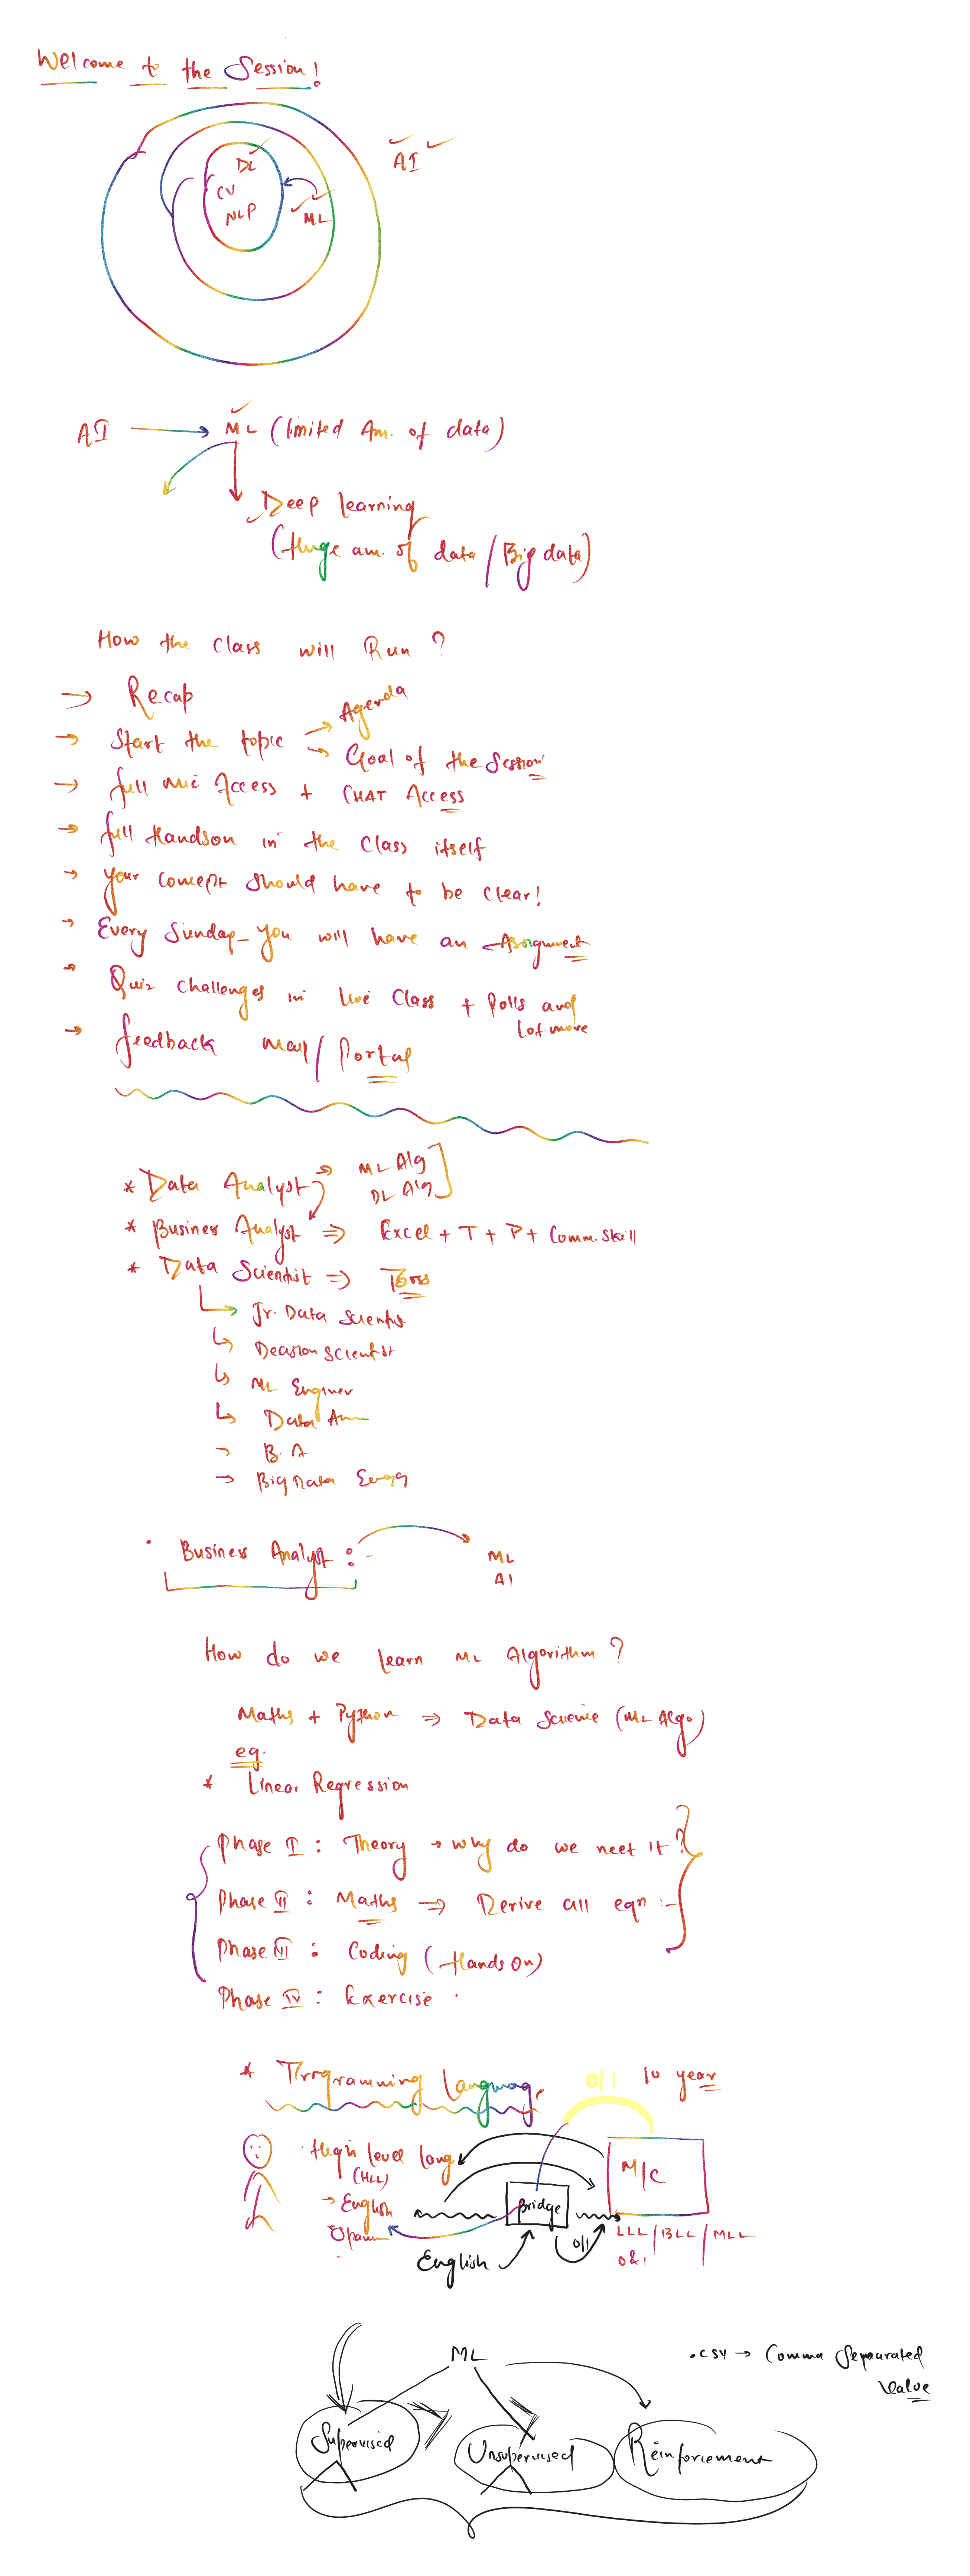 Welcome to the Session!
AI
DL
CV
NLP
ML
AI → ML (limited Am. of data)
Deep learning
(Huge am. of data / Big data)
How the Class will Run ?
→ Recap
Agenda
→ Start the topic
→ Goal of the Session
→ full mic Access + CHAT Access
→ full Handson in the Class itself
→ Your concept should have to be clear!
→ Every Sunday - You will have an Assignment
→ Quiz challenges in live Class + Polls and
lot more
→ feedback mail / Portal
ML Alg
* Data Analyst
DL Alg
* Business Analyst ⇒ Excel + T + P + Comm. Skill
* Data Scientist ⇒
Jr. Data Scientist
Decision Scientist
ML Engineer
Data
→ B. A
→ Big Data
Business Analyst :-
ML
AI
How do we learn ML Algorithm ?
Maths + Python ⇒ Data Science (ML Algo)
eg.
* Linear Regression
Phase I : Theory → why do we neet it ?
Phase II : Maths ⇒ Derive all eqn :-
Phase III : Coding (Hands On)
Phase IV : Exercise
* Programming Language
0/1 10 year
High level lang
(HLL)
M/C
→ English
Bridge
LLL / BLL / MLL
English
0/1
0 & 1
ML
.csv → Comma Separated
Value
Supervised
Unsupervised
Reinforcement